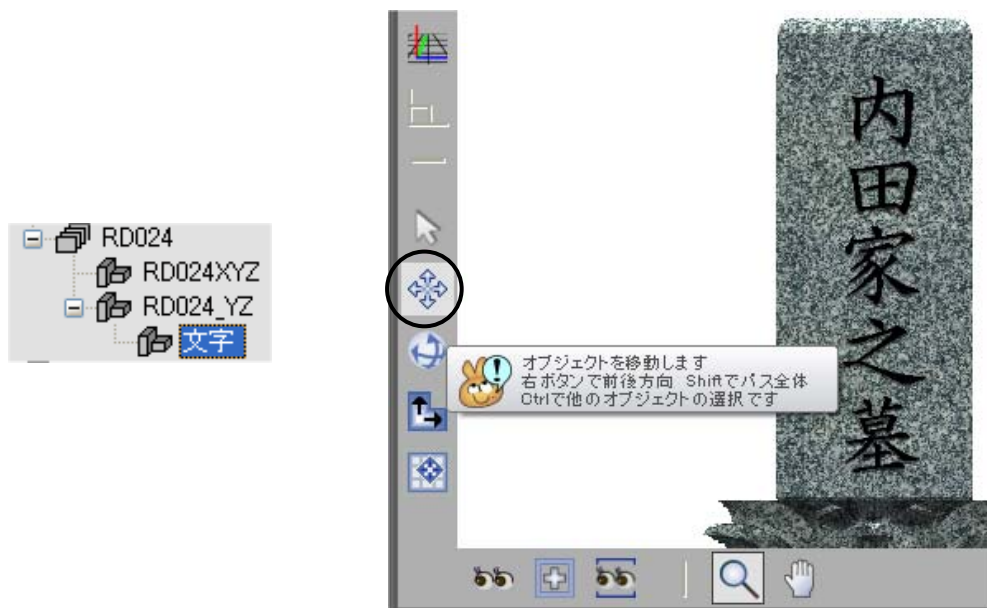 RD024
RD024XYZ
RD024_YZ
文字
オブジェクトを移動します
右ボタンで前後方向 Shiftでパス全体
Ctrlで他のオブジェクトの選択です
内田家之墓